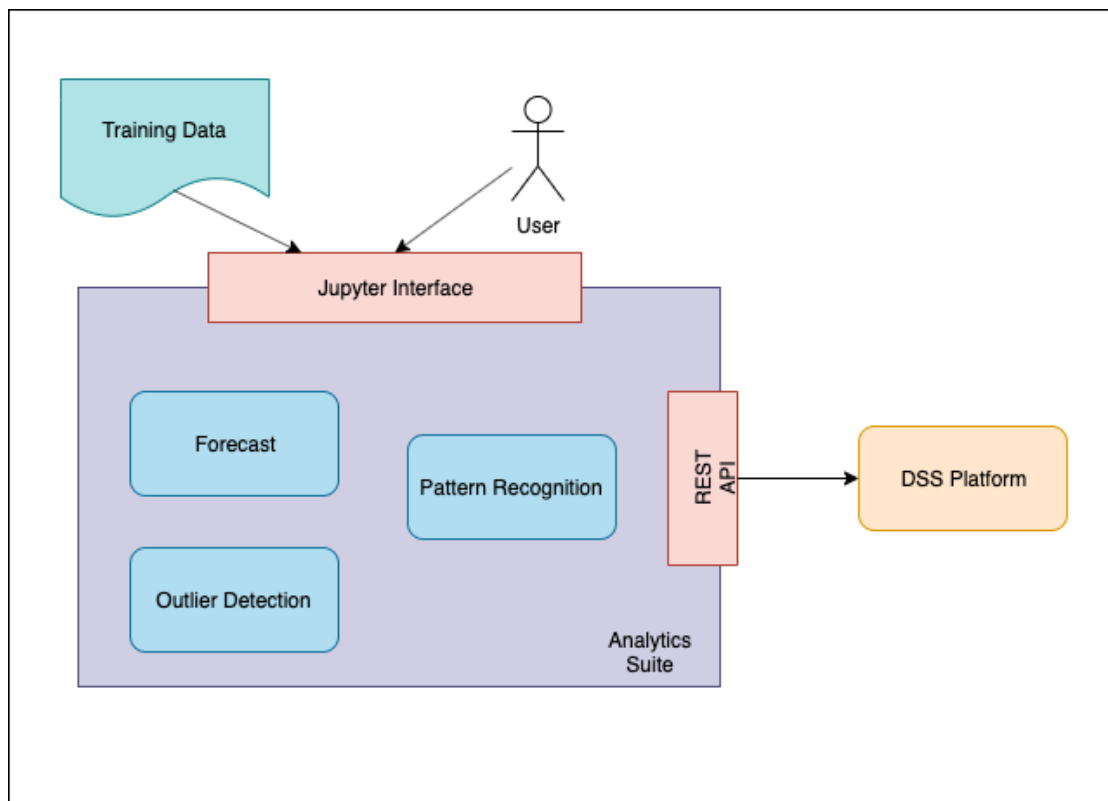 Training Data
User
Jupyter Interface
Forecast
Pattern Recognition
REST
API
DSS Platform
Outlier Detection
Analytics
Suite